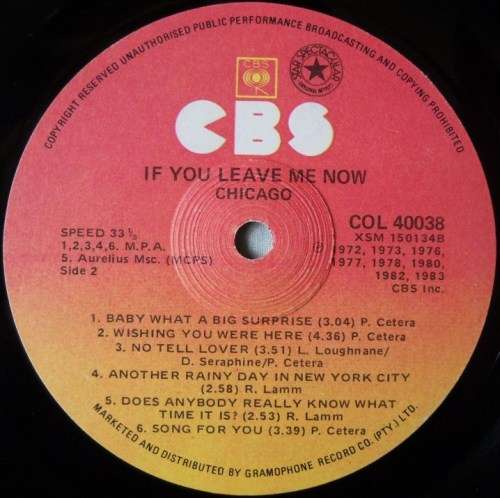 COPYRIGHT RESERVED UNAUTHORISED PUBLIC PERFORMANCE BROADCASTING AND COPYING PROHIBITED
CBS
STAR SPECTACULAR
ORIGINAL ARTIST
CBS
IF YOU LEAVE ME NOW
CHICAGO
SPEED 33⅓
1,2,3,4,6. M.P.A.
5. Aurelius Msc. (MCPS)
Side 2
COL 40038
XSM 150134B
℗ 1972, 1973, 1976,
1977, 1978, 1980,
1982, 1983
CBS Inc.
1. BABY WHAT A BIG SURPRISE (3.04) P. Cetera
2. WISHING YOU WERE HERE (4.36) P. Cetera
3. NO TELL LOVER (3.51) L. Loughnane/
D. Seraphine/P. Cetera
4. ANOTHER RAINY DAY IN NEW YORK CITY
(2.58) R. Lamm
5. DOES ANYBODY REALLY KNOW WHAT
TIME IT IS? (2.53) R. Lamm
6. SONG FOR YOU (3.39) P. Cetera
MARKETED AND DISTRIBUTED BY GRAMOPHONE RECORD CO. (PTY.) LTD.